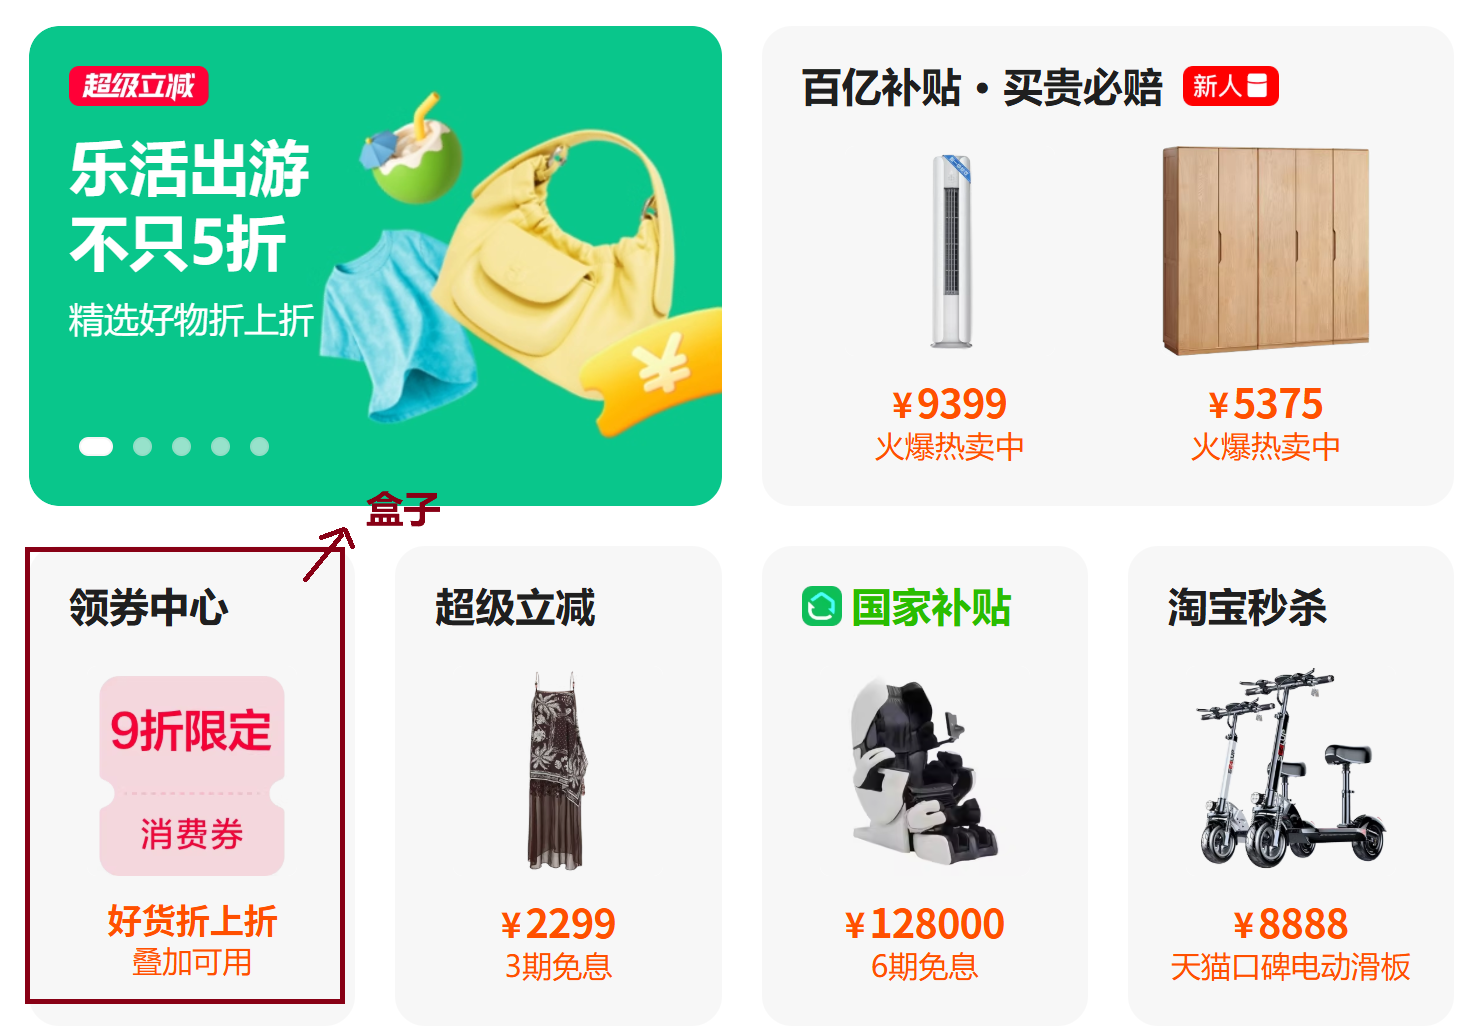 超级立减
乐活出游
不只5折
精选好物折上折
¥
百亿补贴·买贵必赔 新人
¥9399
火爆热卖中
¥5375
火爆热卖中
盒子
领券中心
9折限定
消费券
好货折上折
叠加可用
超级立减
¥2299
3期免息
国家补贴
¥128000
6期免息
淘宝秒杀
¥8888
天猫口碑电动滑板